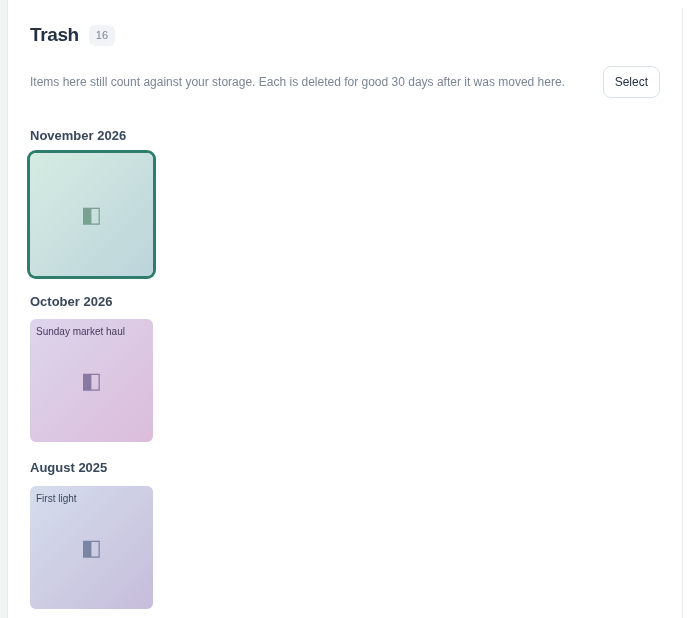 Trash 16
Items here still count against your storage. Each is deleted for good 30 days after it was moved here. Select
November 2026
October 2026
Sunday market haul
August 2025
First light